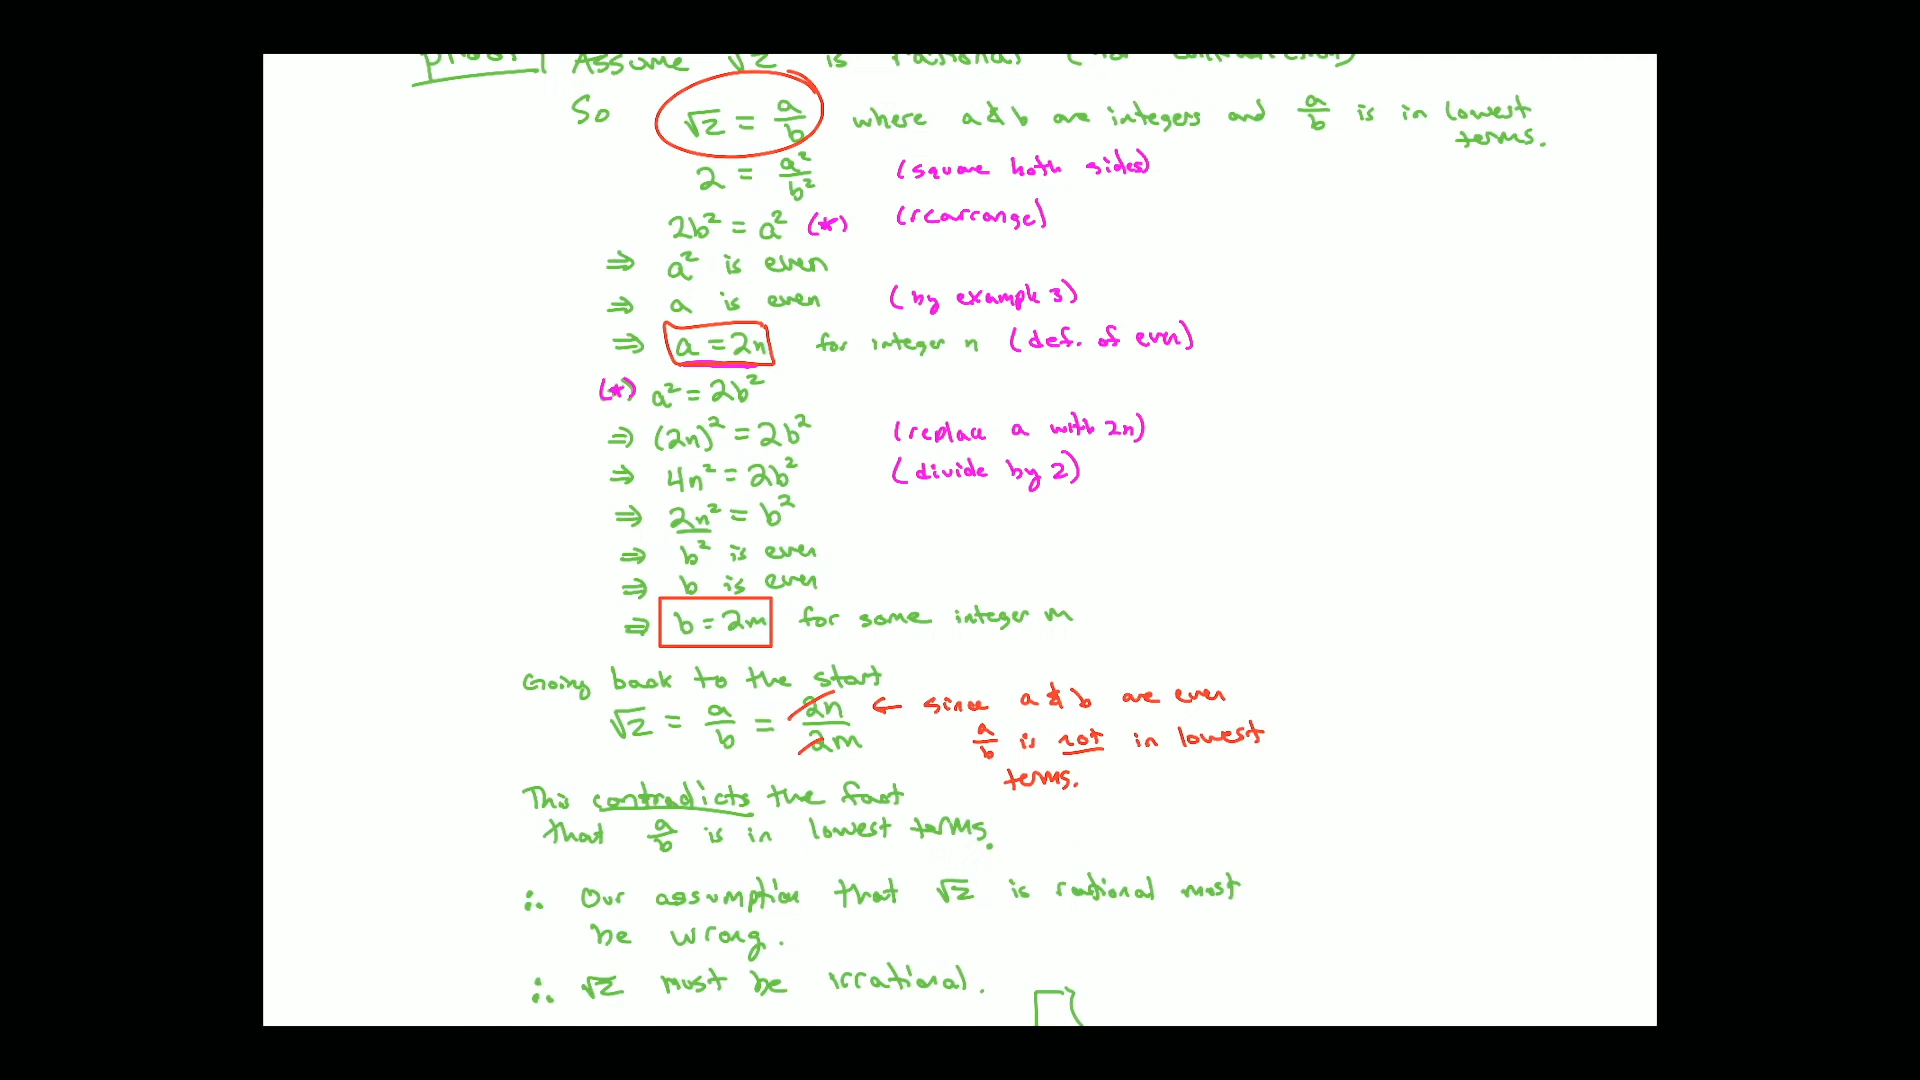 proof Assume √2 is rational (for contradiction)
So √2 = a/b where a & b are integers and a/b is in lowest terms.
2 = a²/b² (square both sides)
2b² = a² (*) (rearrange)
⇒ a² is even
⇒ a is even (by example 3)
⇒ a = 2n for integer n (def. of even)
(*) a² = 2b²
⇒ (2n)² = 2b² (replace a with 2n)
⇒ 4n² = 2b² (divide by 2)
⇒ 2n² = b²
⇒ b² is even
⇒ b is even
⇒ b = 2m for some integer m
Going back to the start
√2 = a/b = 2n/2m ← since a & b are even
a/b is not in lowest
terms.
This contradicts the fact
that a/b is in lowest terms.
∴ Our assumption that √2 is rational must
be wrong.
∴ √2 must be irrational.